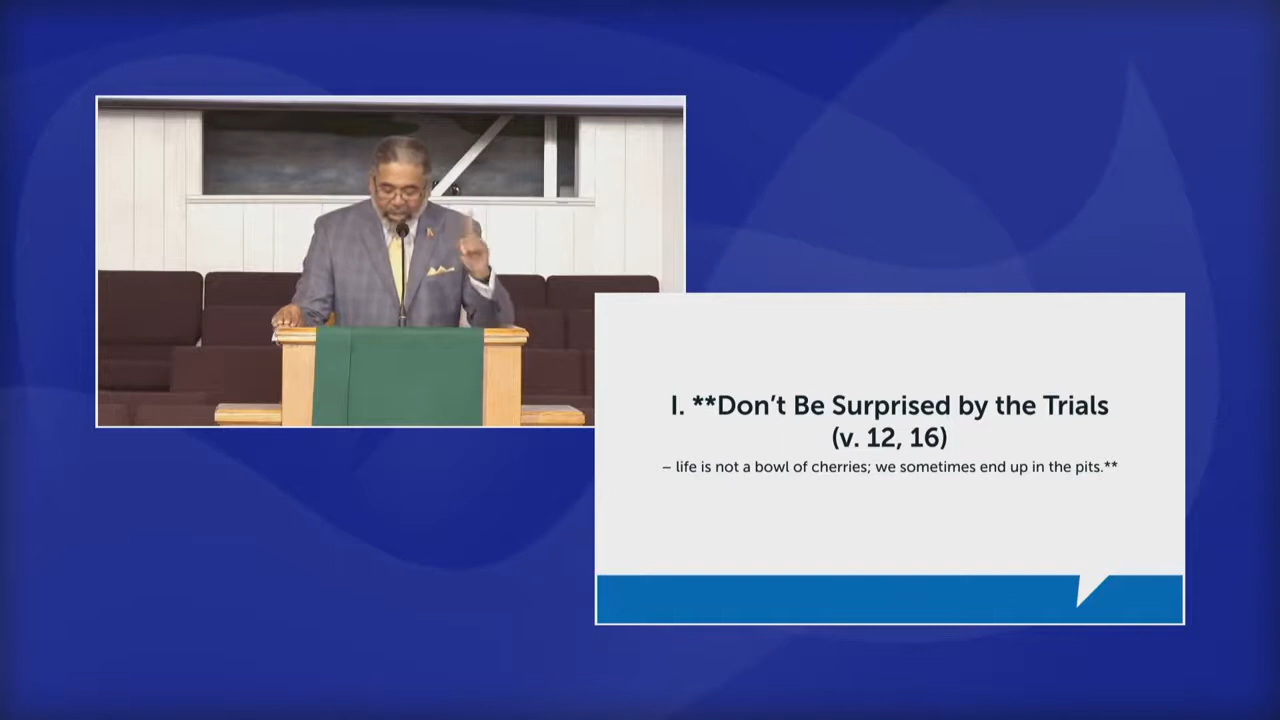 I. **Don’t Be Surprised by the Trials
(v. 12, 16)
– life is not a bowl of cherries; we sometimes end up in the pits.**